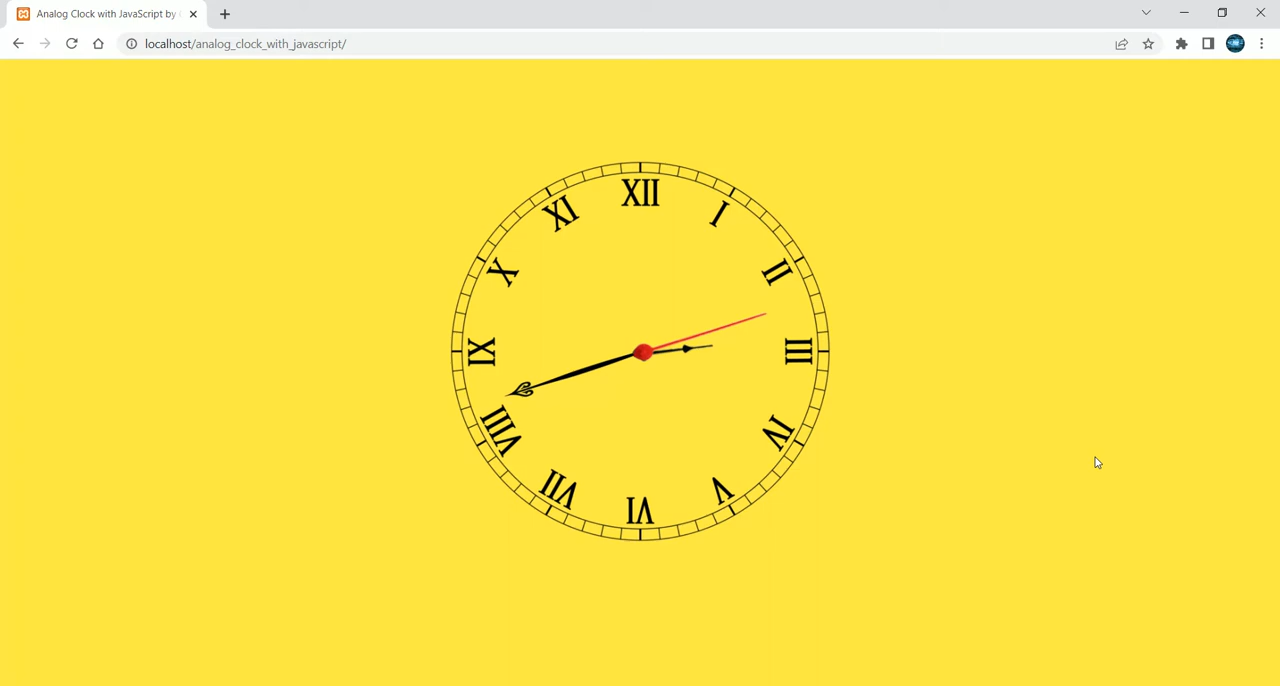 Analog Clock with JavaScript by
localhost/analog_clock_with_javascript/
XII
XI
I
X
II
IX
III
VIII
IV
VII
V
VI